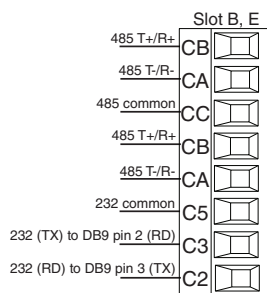 Slot B, E
485 T+/R+ CB
485 T-/R- CA
485 common CC
485 T+/R+ CB
485 T-/R- CA
232 common C5
232 (TX) to DB9 pin 2 (RD) C3
232 (RD) to DB9 pin 3 (TX) C2